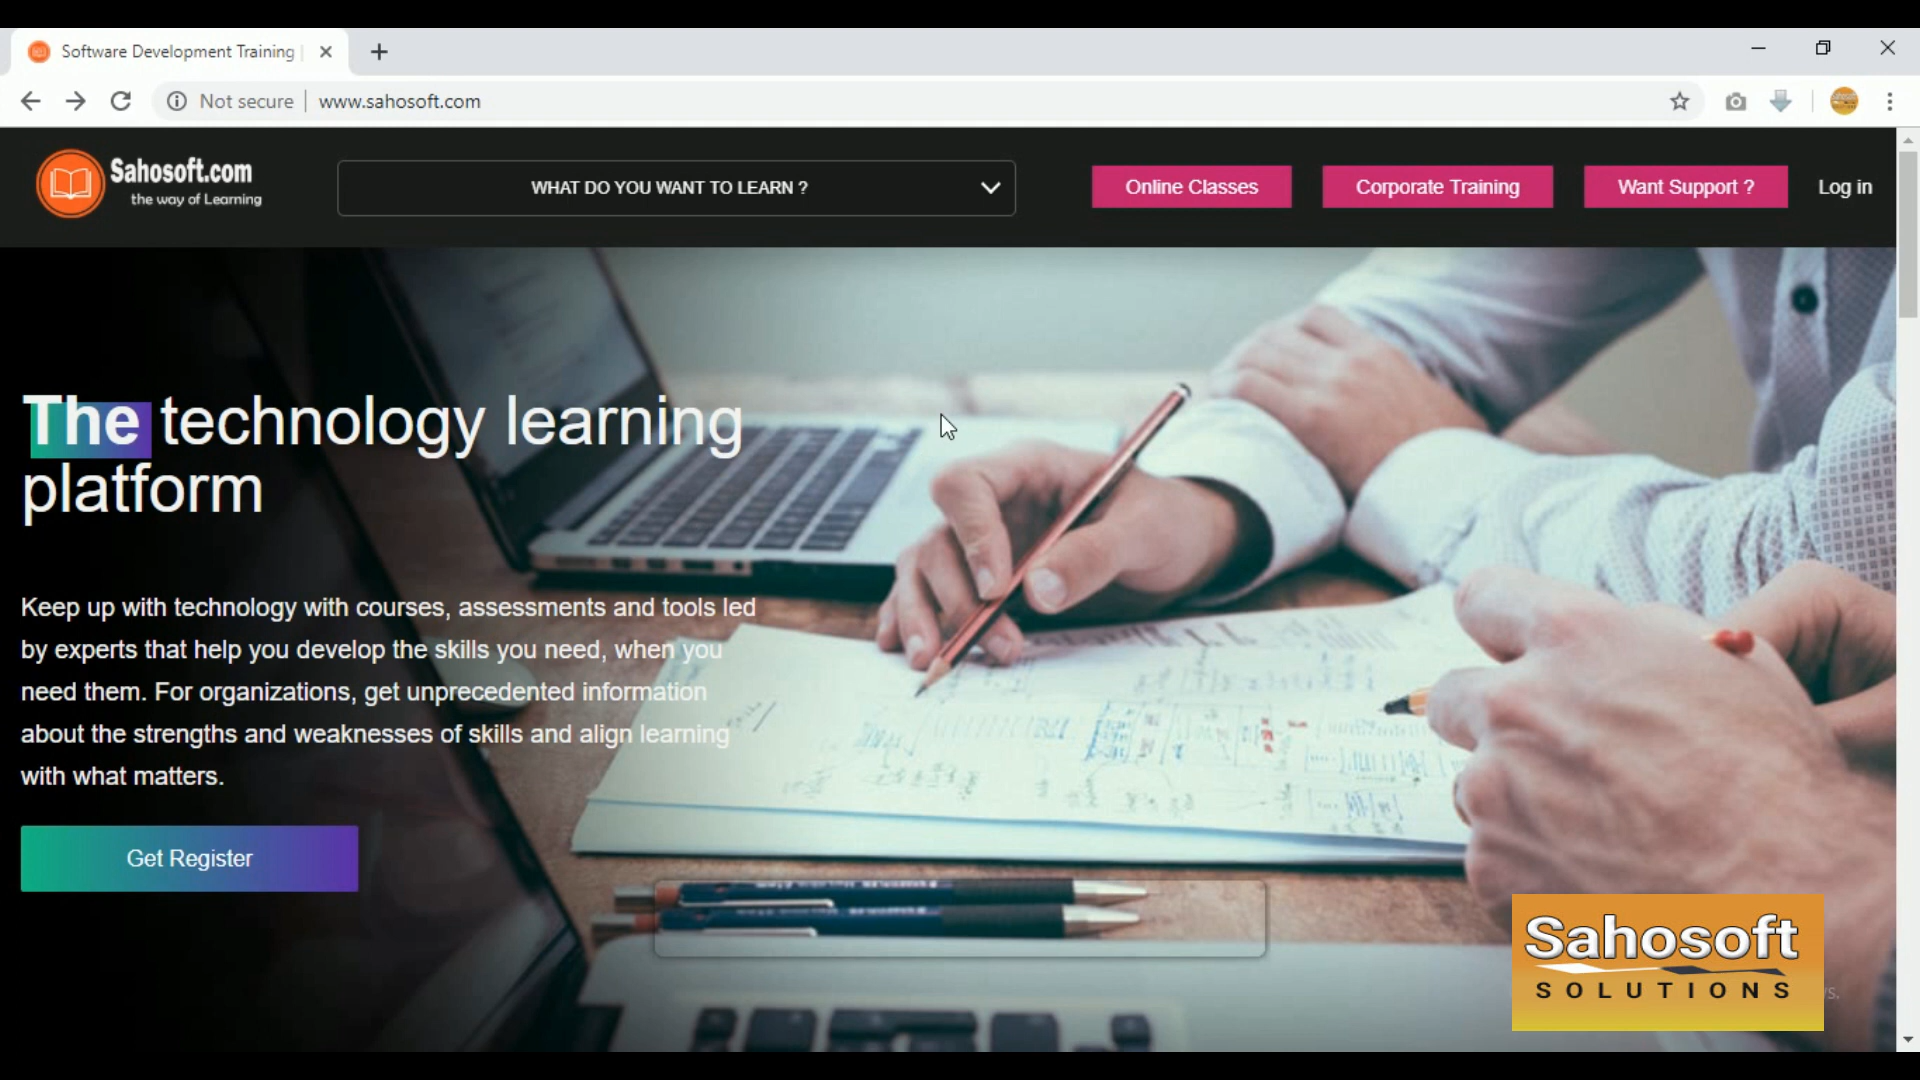 Software Development Training
Not secure
www.sahosoft.com
Sahosoft.com
the way of Learning
WHAT DO YOU WANT TO LEARN ?
Online Classes
Corporate Training
Want Support ?
Log in
The technology learning
platform
Keep up with technology with courses, assessments and tools led
by experts that help you develop the skills you need, when you
need them. For organizations, get unprecedented information
about the strengths and weaknesses of skills and align learning
with what matters.
Get Register
Sahosoft
SOLUTIONS